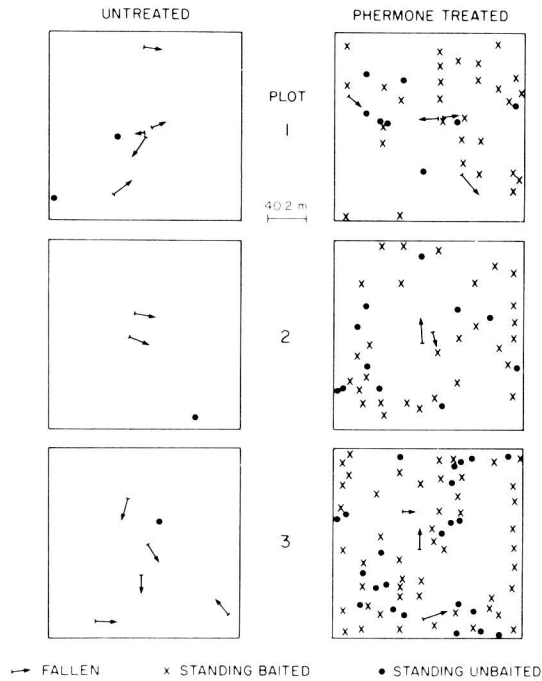 UNTREATED
PHERMONE TREATED
PLOT
1
40.2 m
2
3
FALLEN
x STANDING BAITED
STANDING UNBAITED